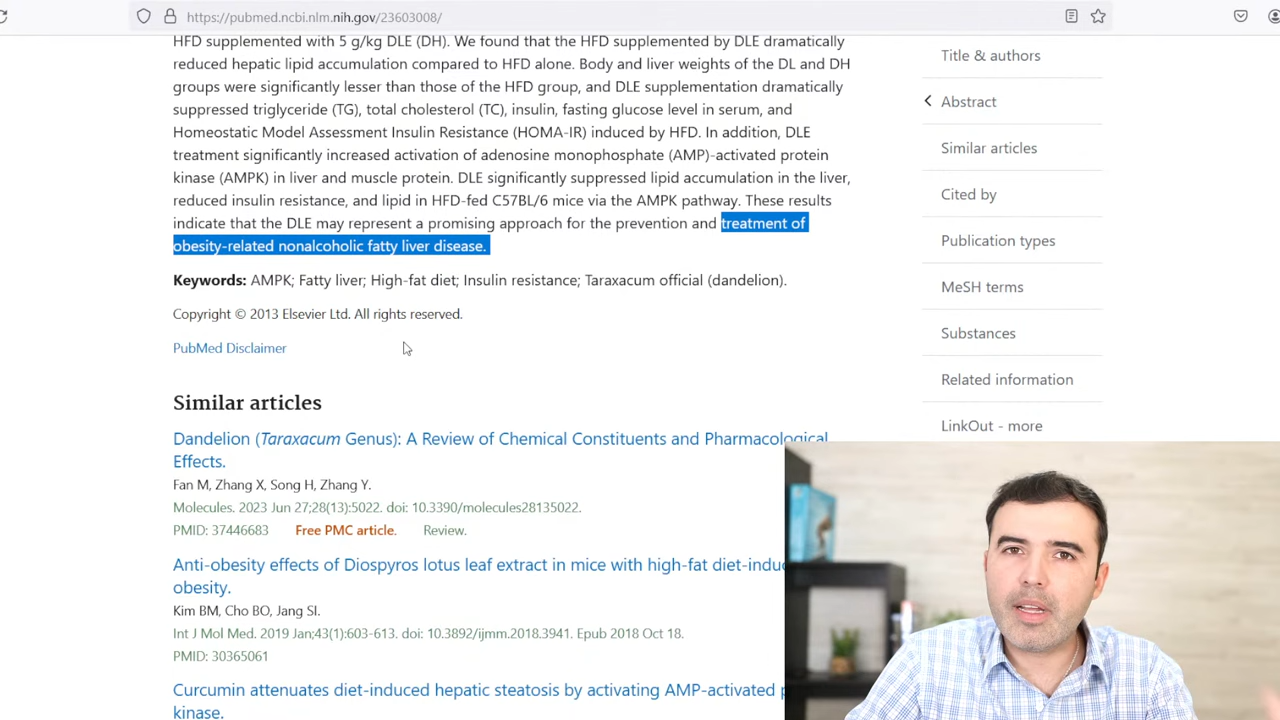 https://pubmed.ncbi.nlm.nih.gov/23603008/
HFD supplemented with 5 g/kg DLE (DH). We found that the HFD supplemented by DLE dramatically
reduced hepatic lipid accumulation compared to HFD alone. Body and liver weights of the DL and DH
groups were significantly lesser than those of the HFD group, and DLE supplementation dramatically
suppressed triglyceride (TG), total cholesterol (TC), insulin, fasting glucose level in serum, and
Homeostatic Model Assessment Insulin Resistance (HOMA-IR) induced by HFD. In addition, DLE
treatment significantly increased activation of adenosine monophosphate (AMP)-activated protein
kinase (AMPK) in liver and muscle protein. DLE significantly suppressed lipid accumulation in the liver,
reduced insulin resistance, and lipid in HFD-fed C57BL/6 mice via the AMPK pathway. These results
indicate that the DLE may represent a promising approach for the prevention and treatment of
obesity-related nonalcoholic fatty liver disease.
Keywords: AMPK; Fatty liver; High-fat diet; Insulin resistance; Taraxacum official (dandelion).
Copyright © 2013 Elsevier Ltd. All rights reserved.
PubMed Disclaimer
Similar articles
Dandelion (Taraxacum Genus): A Review of Chemical Constituents and Pharmacological
Effects.
Fan M, Zhang X, Song H, Zhang Y.
Molecules. 2023 Jun 27;28(13):5022. doi: 10.3390/molecules28135022.
PMID: 37446683 Free PMC article. Review.
Anti-obesity effects of Diospyros lotus leaf extract in mice with high-fat diet-induc
obesity.
Kim BM, Cho BO, Jang SI.
Int J Mol Med. 2019 Jan;43(1):603-613. doi: 10.3892/ijmm.2018.3941. Epub 2018 Oct 18.
PMID: 30365061
Curcumin attenuates diet-induced hepatic steatosis by activating AMP-activated p
kinase.
Title & authors
Abstract
Similar articles
Cited by
Publication types
MeSH terms
Substances
Related information
LinkOut - more